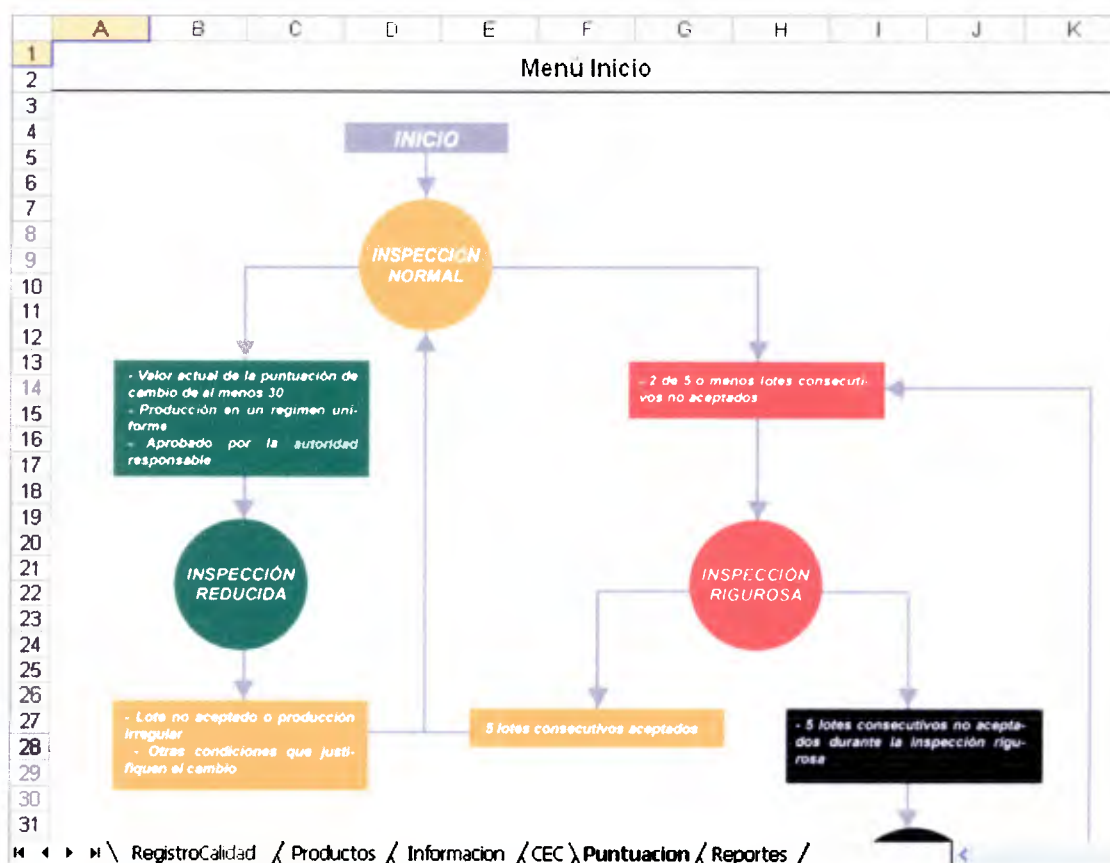 A B C D E F G H I J K
1
Menú Inicio
2
3
4
INICIO
5
6
7
8
INSPECCIÓN
9
NORMAL
10
11
12
13
- Valor actual de la puntuación de
cambio de al menos 30
- Producción en un regimen uni-
forme
- Aprobado por la autoridad
responsable
- 2 de 5 o menos lotes consecuti-
vos no aceptados
14
15
16
17
18
19
20
INSPECCIÓN
REDUCIDA
INSPECCIÓN
RIGUROSA
21
22
23
24
25
26
- Lote no aceptado o producción
irregular
- Otras condiciones que justi-
fiquen el cambio
5 lotes consecutivos aceptados
- 5 lotes consecutivos no acepta-
dos durante la inspección rigu-
rosa
27
28
29
30
31
RegistroCalidad / Productos / Informacion / CEC \ Puntuacion / Reportes /